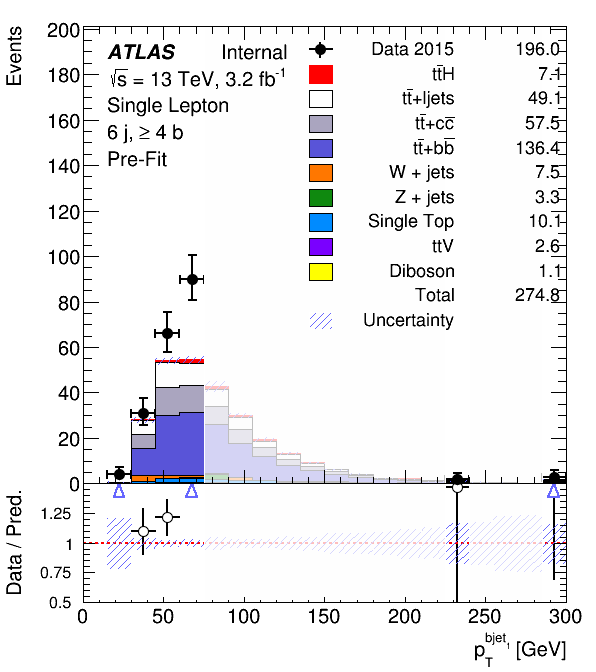 Events
200
180
160
140
120
100
80
60
40
20
0
ATLAS Internal
√s = 13 TeV, 3.2 fb⁻¹
Single Lepton
6 j, ≥ 4 b
Pre-Fit
Data 2015 196.0
tt̄H 7.1
tt̄+ljets 49.1
tt̄+cc̄ 57.5
tt̄+bb̄ 136.4
W + jets 7.5
Z + jets 3.3
Single Top 10.1
ttV 2.6
Diboson 1.1
Total 274.8
Uncertainty
Data / Pred.
1.25
1
0.75
0.5
0 50 100 150 200 250 300
p_T^bjet, [GeV]